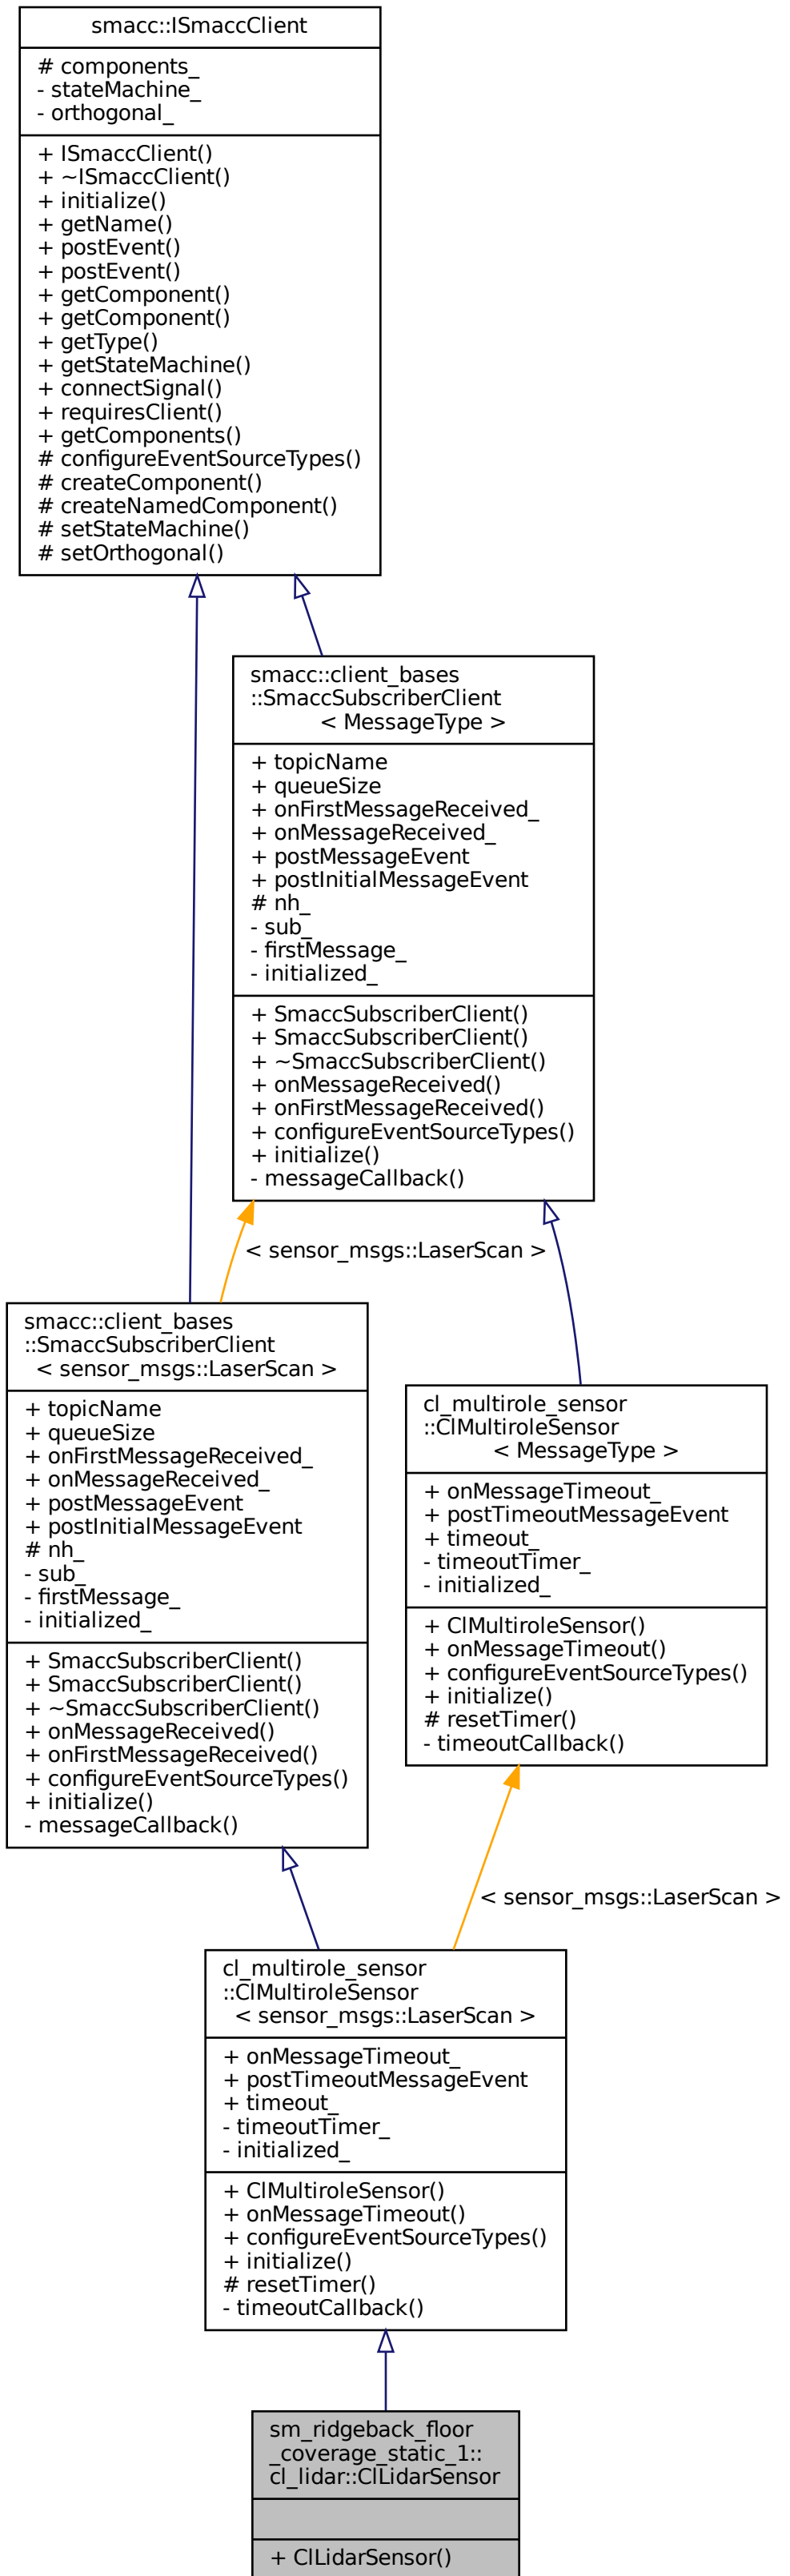 smacc::ISmaccClient
# components_
- stateMachine_
- orthogonal_
+ ISmaccClient()
+ ~ISmaccClient()
+ initialize()
+ getName()
+ postEvent()
+ postEvent()
+ getComponent()
+ getComponent()
+ getType()
+ getStateMachine()
+ connectSignal()
+ requiresClient()
+ getComponents()
# configureEventSourceTypes()
# createComponent()
# createNamedComponent()
# setStateMachine()
# setOrthogonal()
smacc::client_bases
::SmaccSubscriberClient
< MessageType >
+ topicName
+ queueSize
+ onFirstMessageReceived_
+ onMessageReceived_
+ postMessageEvent
+ postInitialMessageEvent
# nh_
- sub_
- firstMessage_
- initialized_
+ SmaccSubscriberClient()
+ SmaccSubscriberClient()
+ ~SmaccSubscriberClient()
+ onMessageReceived()
+ onFirstMessageReceived()
+ configureEventSourceTypes()
+ initialize()
- messageCallback()
< sensor_msgs::LaserScan >
smacc::client_bases
::SmaccSubscriberClient
< sensor_msgs::LaserScan >
+ topicName
+ queueSize
+ onFirstMessageReceived_
+ onMessageReceived_
+ postMessageEvent
+ postInitialMessageEvent
# nh_
- sub_
- firstMessage_
- initialized_
+ SmaccSubscriberClient()
+ SmaccSubscriberClient()
+ ~SmaccSubscriberClient()
+ onMessageReceived()
+ onFirstMessageReceived()
+ configureEventSourceTypes()
+ initialize()
- messageCallback()
cl_multirole_sensor
::ClMultiroleSensor
< MessageType >
+ onMessageTimeout_
+ postTimeoutMessageEvent
+ timeout_
- timeoutTimer_
- initialized_
+ ClMultiroleSensor()
+ onMessageTimeout()
+ configureEventSourceTypes()
+ initialize()
# resetTimer()
- timeoutCallback()
< sensor_msgs::LaserScan >
cl_multirole_sensor
::ClMultiroleSensor
< sensor_msgs::LaserScan >
+ onMessageTimeout_
+ postTimeoutMessageEvent
+ timeout_
- timeoutTimer_
- initialized_
+ ClMultiroleSensor()
+ onMessageTimeout()
+ configureEventSourceTypes()
+ initialize()
# resetTimer()
- timeoutCallback()
sm_ridgeback_floor
_coverage_static_1::
cl_lidar::ClLidarSensor
+ ClLidarSensor()